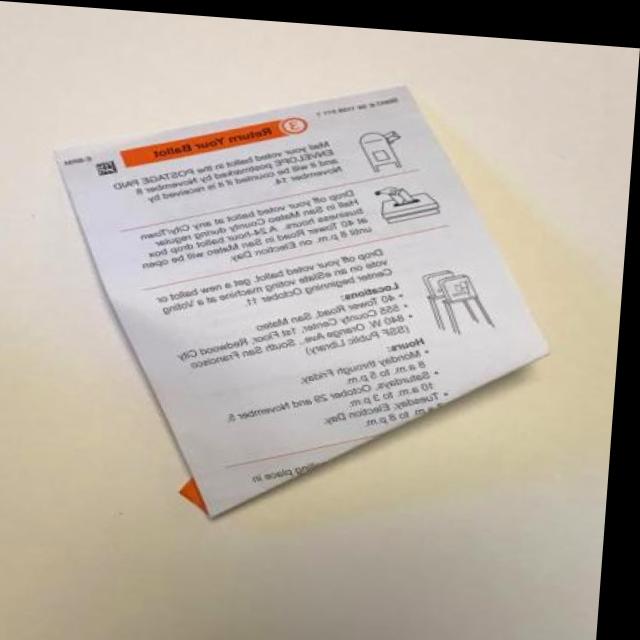 3 Return Your Ballot
Mail your voted ballot in the POSTAGE PAID
ENVELOPE postmarked by November 8
and it will be counted if it is received by
November 14.
Drop off your voted ballot at any City/Town
Hall in San Mateo County during regular
business hours. A 24-hour ballot drop box
at 40 Tower Road in San Mateo will be open
until 8 p.m. on Election Day.
Drop off your voted ballot, get a new ballot or
vote on an eSlate voting machine at a Voting
Center beginning October 11.
Locations:
• 40 Tower Road, San Mateo
• 555 County Center, 1st Floor, Redwood City
• 840 W. Orange Ave., South San Francisco
(SSF Public Library)
Hours:
• Monday through Friday,
8 a.m. to 5 p.m.
• Saturdays, October 29 and November 5,
10 a.m. to 3 p.m.
• Tuesday, Election Day,
to 8 p.m.
place in